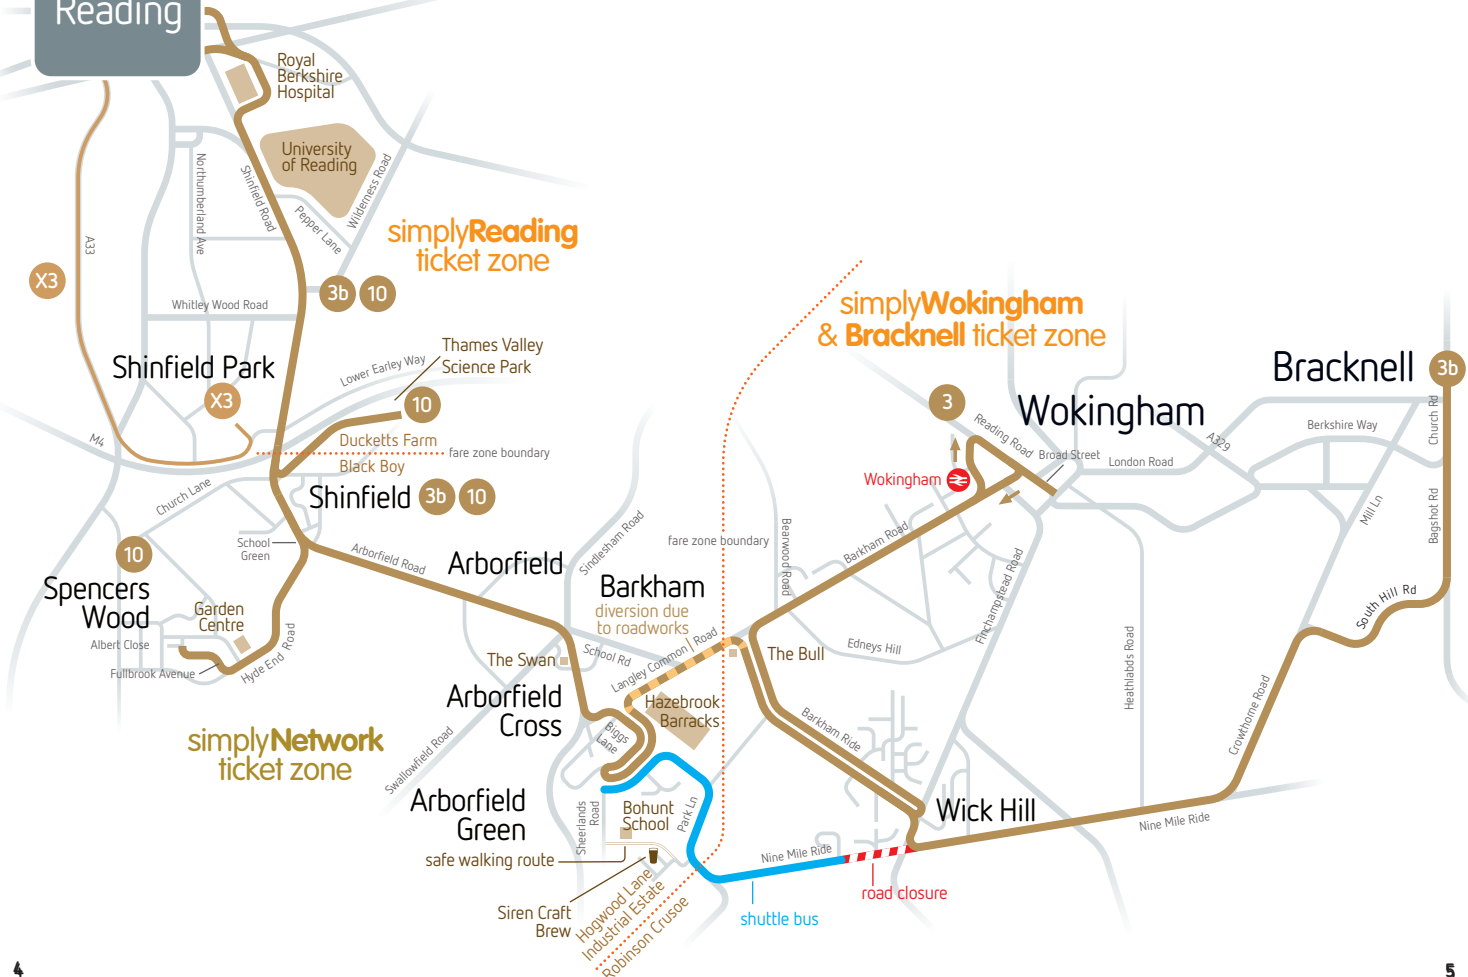 Reading
Royal
Berkshire
Hospital
University
of Reading
Northumberland Ave
Shinfield Road
Pepper Lane
Wilderness Road
simplyReading
ticket zone
A33
X3
3b
10
Whitley Wood Road
simplyWokingham
& Bracknell ticket zone
Thames Valley
Science Park
Shinfield Park
Lower Earley Way
X3
10
Bracknell
3b
3
Wokingham
Reading Road
Church Rd
Berkshire Way
A329
M4
Ducketts Farm
fare zone boundary
Black Boy
Broad Street
London Road
Wokingham
Church Lane
Shinfield
3b
10
Mill Ln
Bagshot Rd
School
Green
Arborfield Road
Arborfield
Sindlesham Road
fare zone boundary
Bearwood Road
Barkham Road
10
Spencers
Wood
Barkham
diversion due
to roadworks
Finchampstead Road
South Hill Rd
Garden
Centre
Albert Close
Fullbrook Avenue
Hyde End Road
The Swan
School Rd
Langley Common Road
The Bull
Edneys Hill
Heathlabds Road
Arborfield
Cross
Hazebrook
Barracks
Biggs
Lane
Barkham Ride
Crowthorne Road
simplyNetwork
ticket zone
Swallowfield Road
Arborfield
Green
Sheerlands
Road
Bohunt
School
Park Ln
Wick Hill
Nine Mile Ride
Nine Mile Ride
safe walking route
road closure
shuttle bus
Siren Craft
Brew
Hogwood Lane
Industrial Estate
Robinson Crusoe
4
5